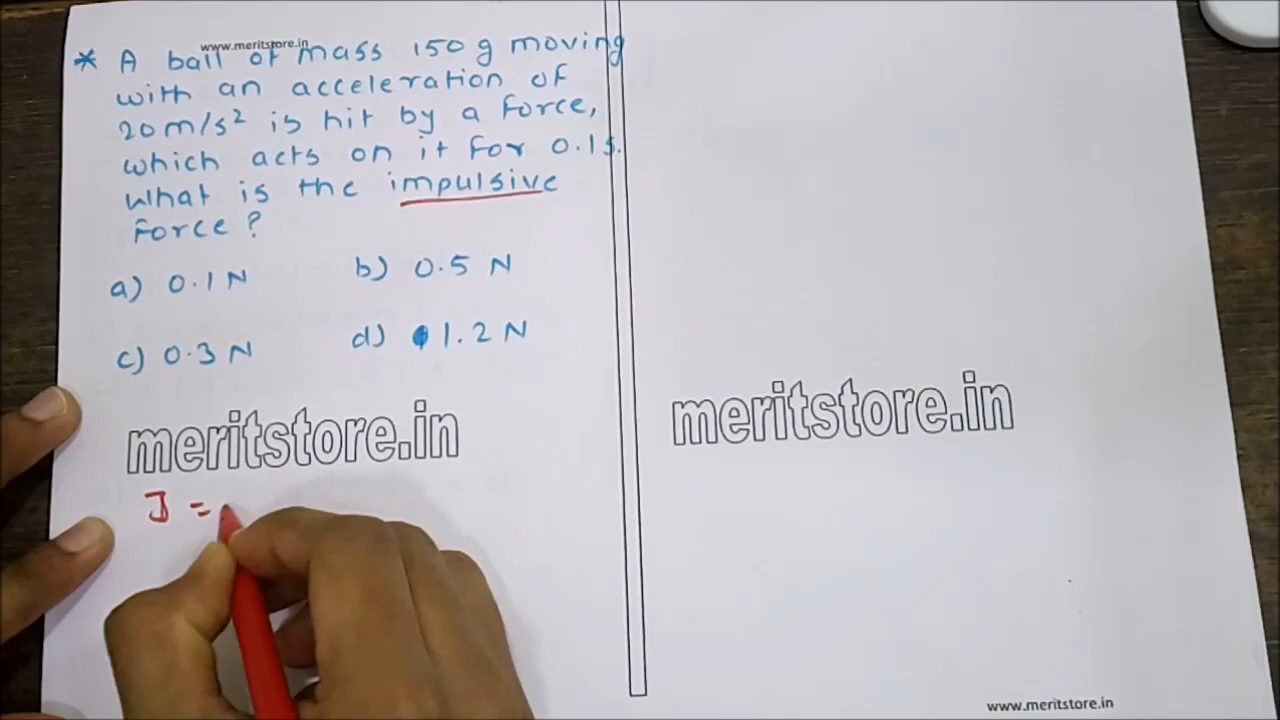 www.meritstore.in
* A ball of mass 150 g moving
with an acceleration of
20 m/s² is hit by a force,
which acts on it for 0.1s.
What is the impulsive
force?
a) 0.1 N b) 0.5 N
c) 0.3 N d) 1.2 N
meritstore.in
meritstore.in
J =
www.meritstore.in